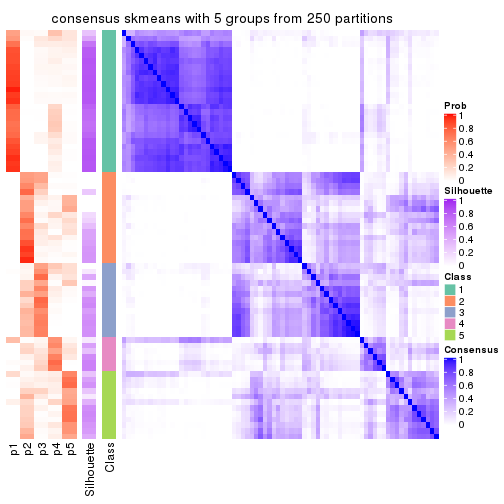 consensus skmeans with 5 groups from 250 partitions
Prob
1
0.8
0.6
0.4
0.2
0
Silhouette
1
0.8
0.6
0.4
0.2
0
Class
1
2
3
4
5
Consensus
1
0.8
0.6
0.4
0.2
0
p1
p2
p3
p4
p5
Silhouette
Class